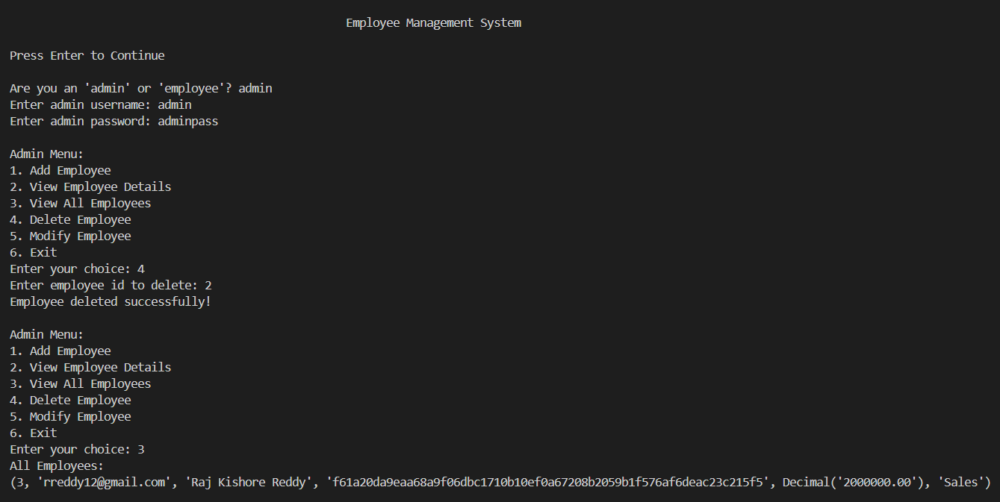 Employee Management System
Press Enter to Continue
Are you an 'admin' or 'employee'? admin
Enter admin username: admin
Enter admin password: adminpass
Admin Menu:
1. Add Employee
2. View Employee Details
3. View All Employees
4. Delete Employee
5. Modify Employee
6. Exit
Enter your choice: 4
Enter employee id to delete: 2
Employee deleted successfully!
Admin Menu:
1. Add Employee
2. View Employee Details
3. View All Employees
4. Delete Employee
5. Modify Employee
6. Exit
Enter your choice: 3
All Employees:
(3, 'rreddy12@gmail.com', 'Raj Kishore Reddy', 'f61a20da9eaa68a9f06dbc1710b10ef0a67208b2059b1f576af6deac23c215f5', Decimal('2000000.00'), 'Sales')